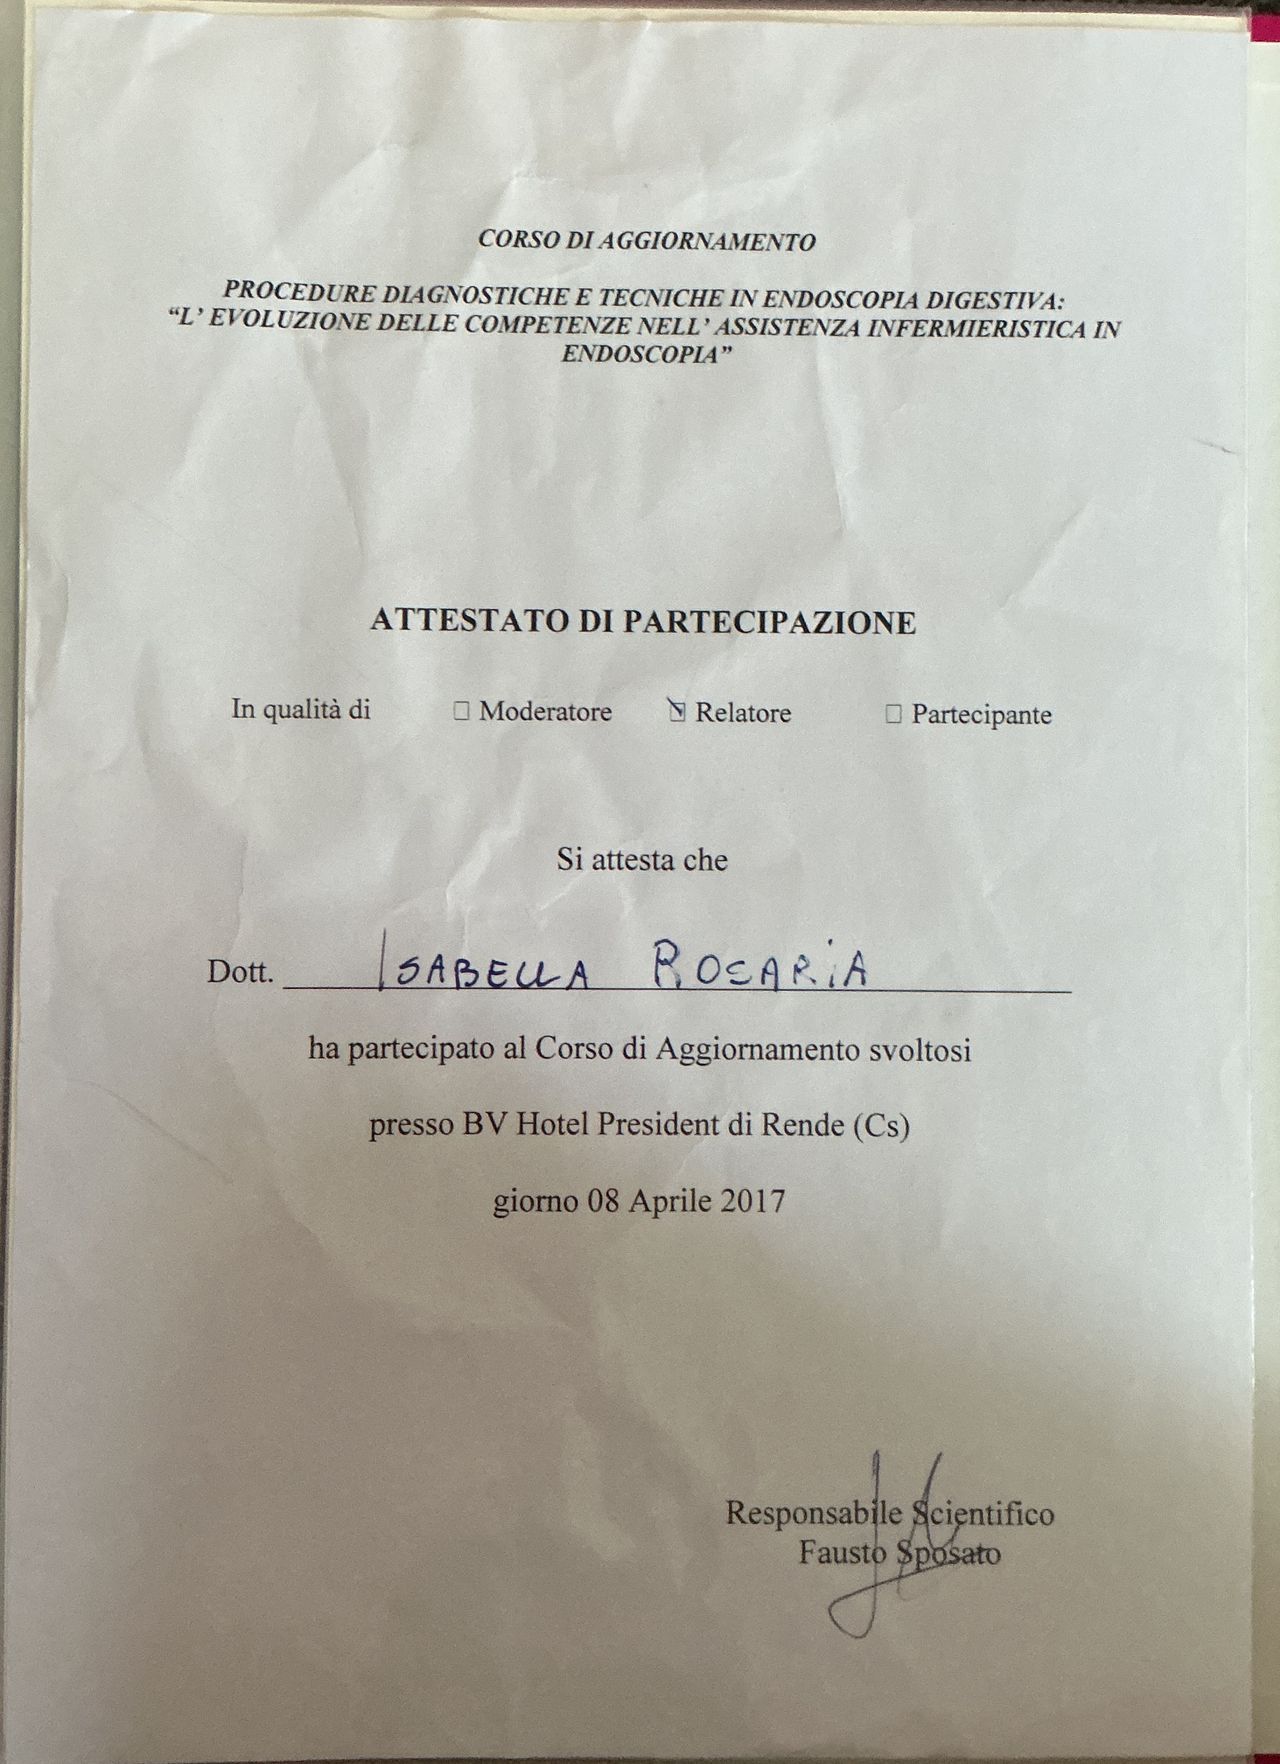 CORSO DI AGGIORNAMENTO
PROCEDURE DIAGNOSTICHE E TECNICHE IN ENDOSCOPIA DIGESTIVA:
“L’ EVOLUZIONE DELLE COMPETENZE NELL’ ASSISTENZA INFERMIERISTICA IN
ENDOSCOPIA”
ATTESTATO DI PARTECIPAZIONE
In qualità di ☐ Moderatore ☑ Relatore ☐ Partecipante
Si attesta che
Dott. ISABELLA ROSARIA
ha partecipato al Corso di Aggiornamento svoltosi
presso BV Hotel President di Rende (Cs)
giorno 08 Aprile 2017
Responsabile Scientifico
Fausto Sposato